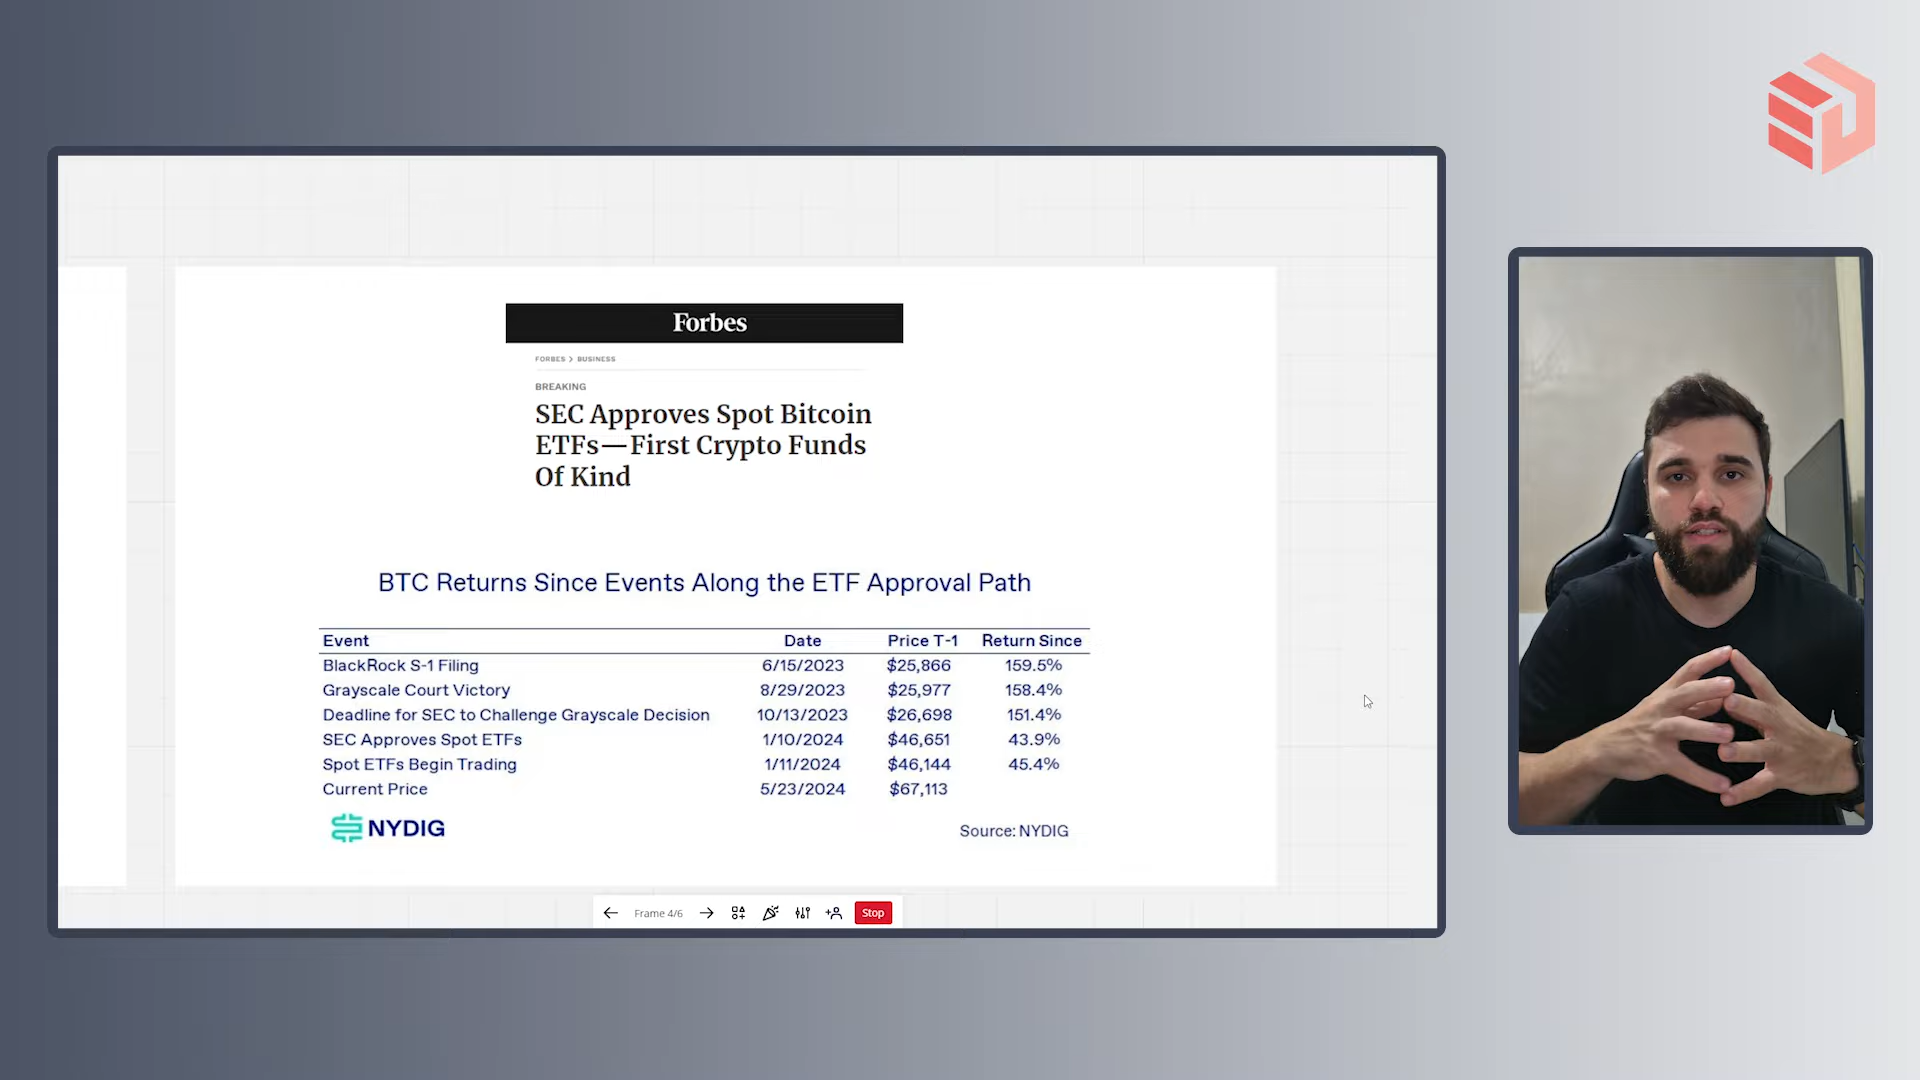 Forbes
FORBES > BUSINESS
BREAKING
SEC Approves Spot Bitcoin
ETFs—First Crypto Funds
Of Kind
BTC Returns Since Events Along the ETF Approval Path
Event Date Price T-1 Return Since
BlackRock S-1 Filing 6/15/2023 $25,866 159.5%
Grayscale Court Victory 8/29/2023 $25,977 158.4%
Deadline for SEC to Challenge Grayscale Decision 10/13/2023 $26,698 151.4%
SEC Approves Spot ETFs 1/10/2024 $46,651 43.9%
Spot ETFs Begin Trading 1/11/2024 $46,144 45.4%
Current Price 5/23/2024 $67,113
NYDIG
Source: NYDIG
Frame 4/6
Stop